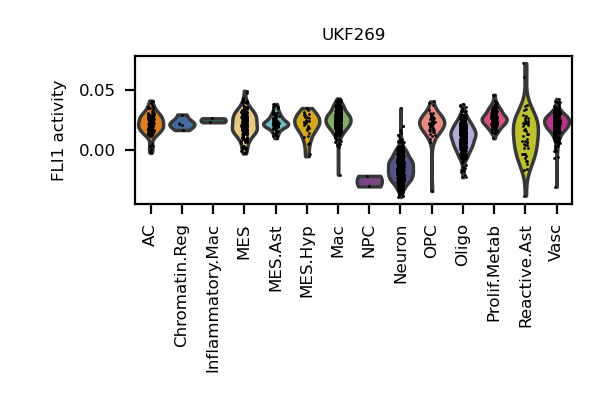 UKF269
FLI1 activity
0.05
0.00
AC
Chromatin.Reg
Inflammatory.Mac
MES
MES.Ast
MES.Hyp
Mac
NPC
Neuron
OPC
Oligo
Prolif.Metab
Reactive.Ast
Vasc